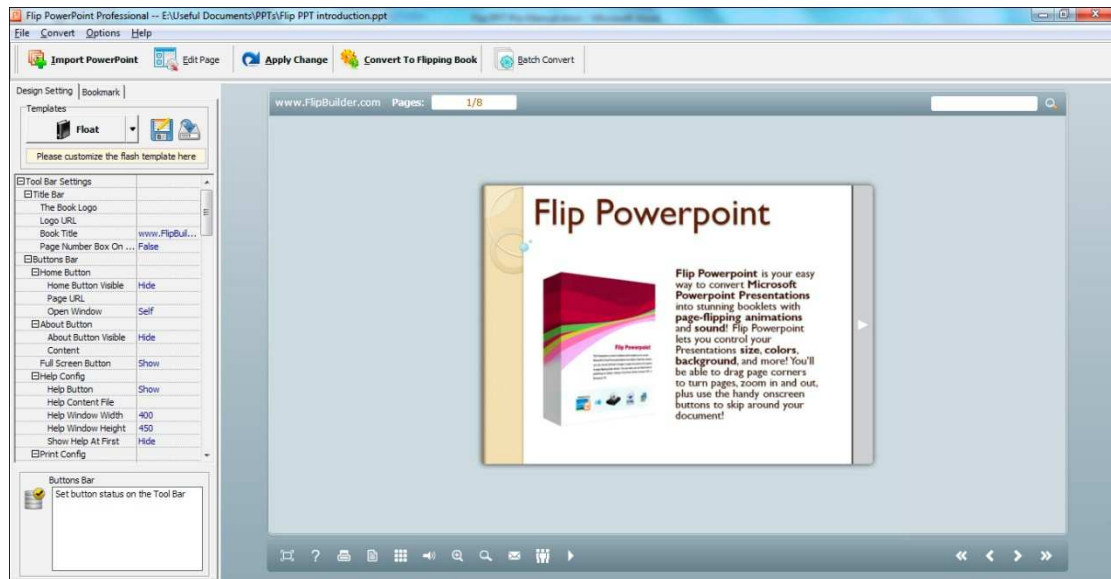 Flip PowerPoint Professional -- E:\Useful Documents\PPTs\Flip PPT introduction.ppt
File Convert Options Help
Import PowerPoint Edit Page Apply Change Convert To Flipping Book Batch Convert
Design Setting Bookmark
Templates
Float
Please customize the flash template here
Tool Bar Settings
Title Bar
The Book Logo
Logo URL
Book Title www.FlipBuil...
Page Number Box On ... False
Buttons Bar
Home Button
Home Button Visible Hide
Page URL
Open Window Self
About Button
About Button Visible Hide
Content
Full Screen Button Show
Help Config
Help Button Show
Help Content File
Help Window Width 400
Help Window Height 450
Show Help At First Hide
Print Config
Buttons Bar
Set button status on the Tool Bar
www.FlipBuilder.com Pages: 1/8
Flip Powerpoint
Flip Powerpoint is your easy
way to convert Microsoft
Powerpoint Presentations
into stunning booklets with
page-flipping animations
and sound! Flip Powerpoint
lets you control your
Presentations size, colors,
background, and more! You'll
be able to drag page corners
to turn pages, zoom in and out,
plus use the handy onscreen
buttons to skip around your
document!
Flip Powerpoint